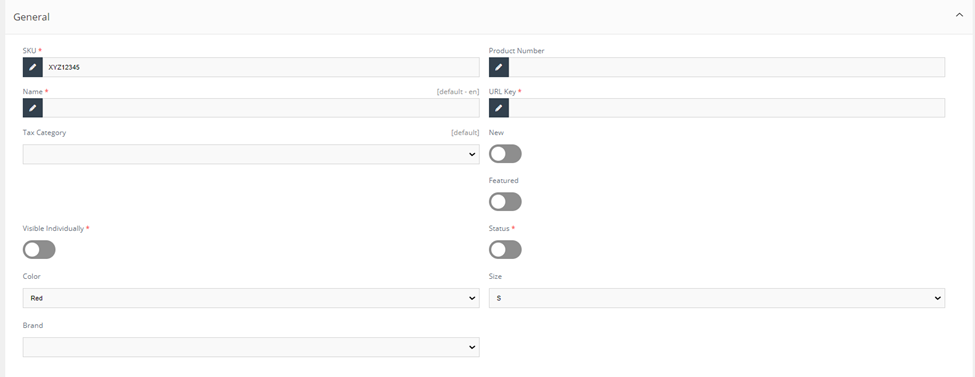 General
SKU *
Product Number
XYZ12345
Name *
[default - en]
URL Key *
Tax Category
[default]
New
Featured
Visible Individually *
Status *
Color
Size
Red
S
Brand